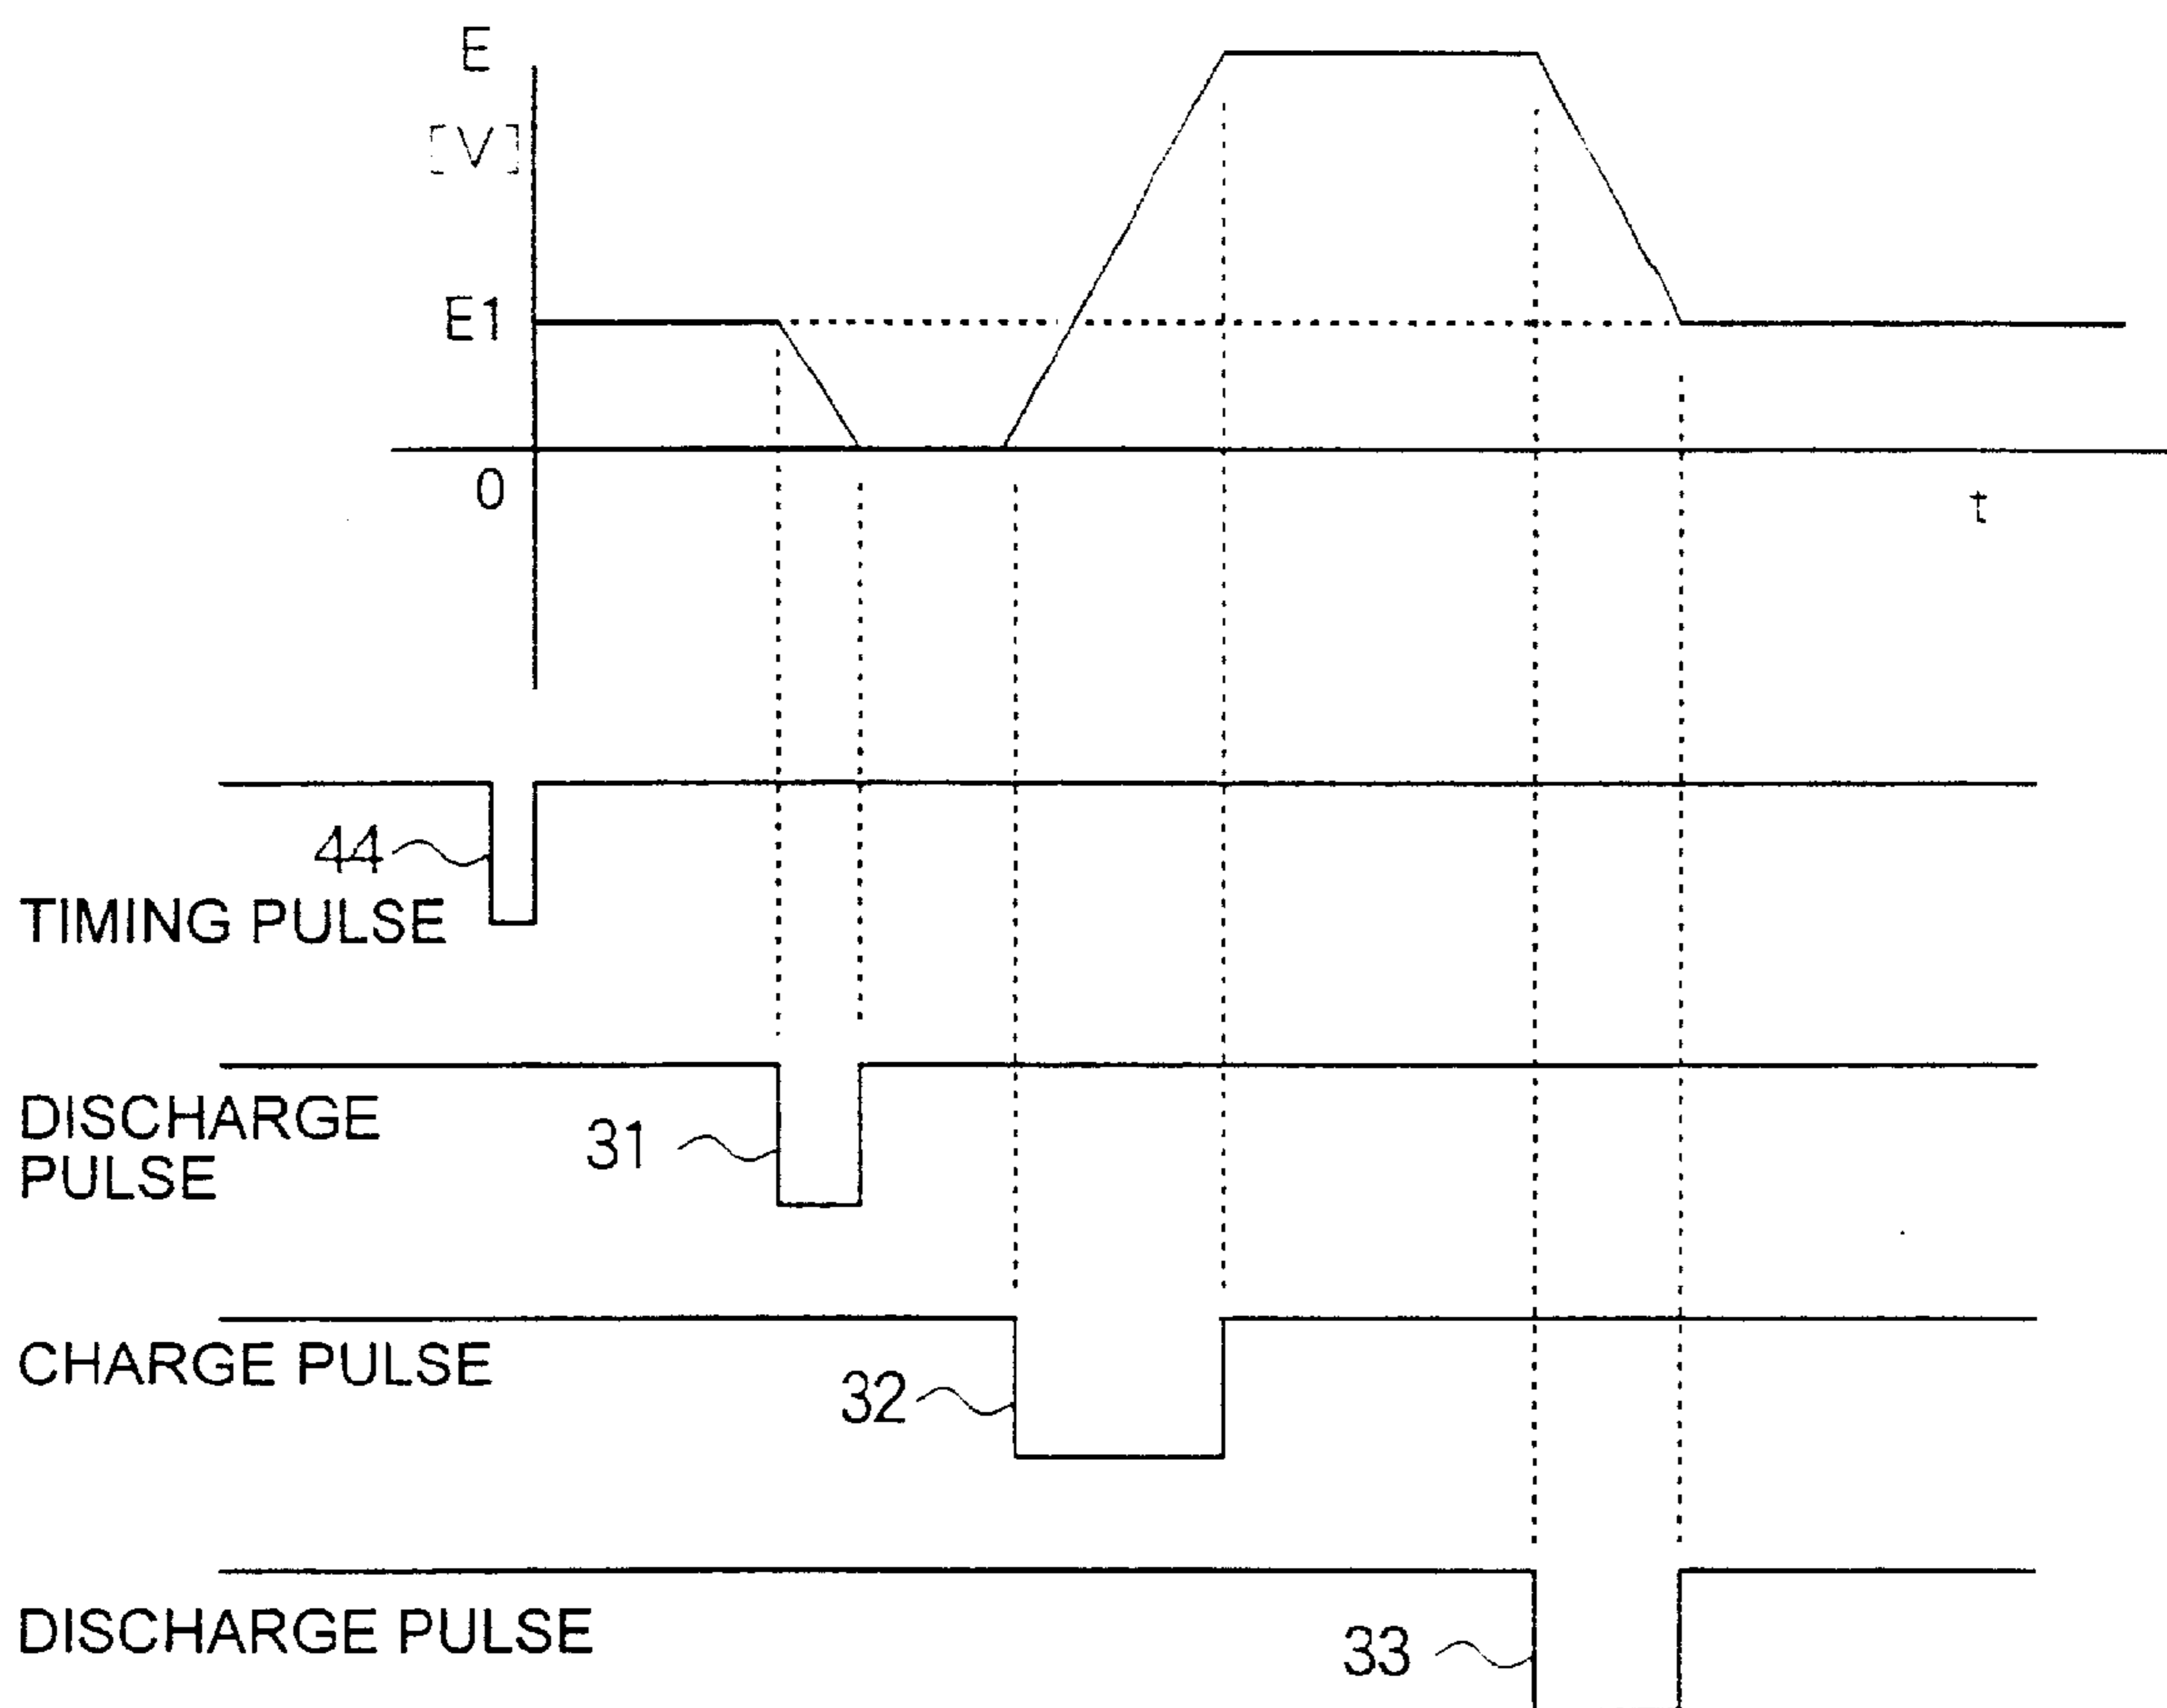 E
[V]
E1
0
t
44
TIMING PULSE
DISCHARGE
PULSE
31
CHARGE PULSE
32
DISCHARGE PULSE
33